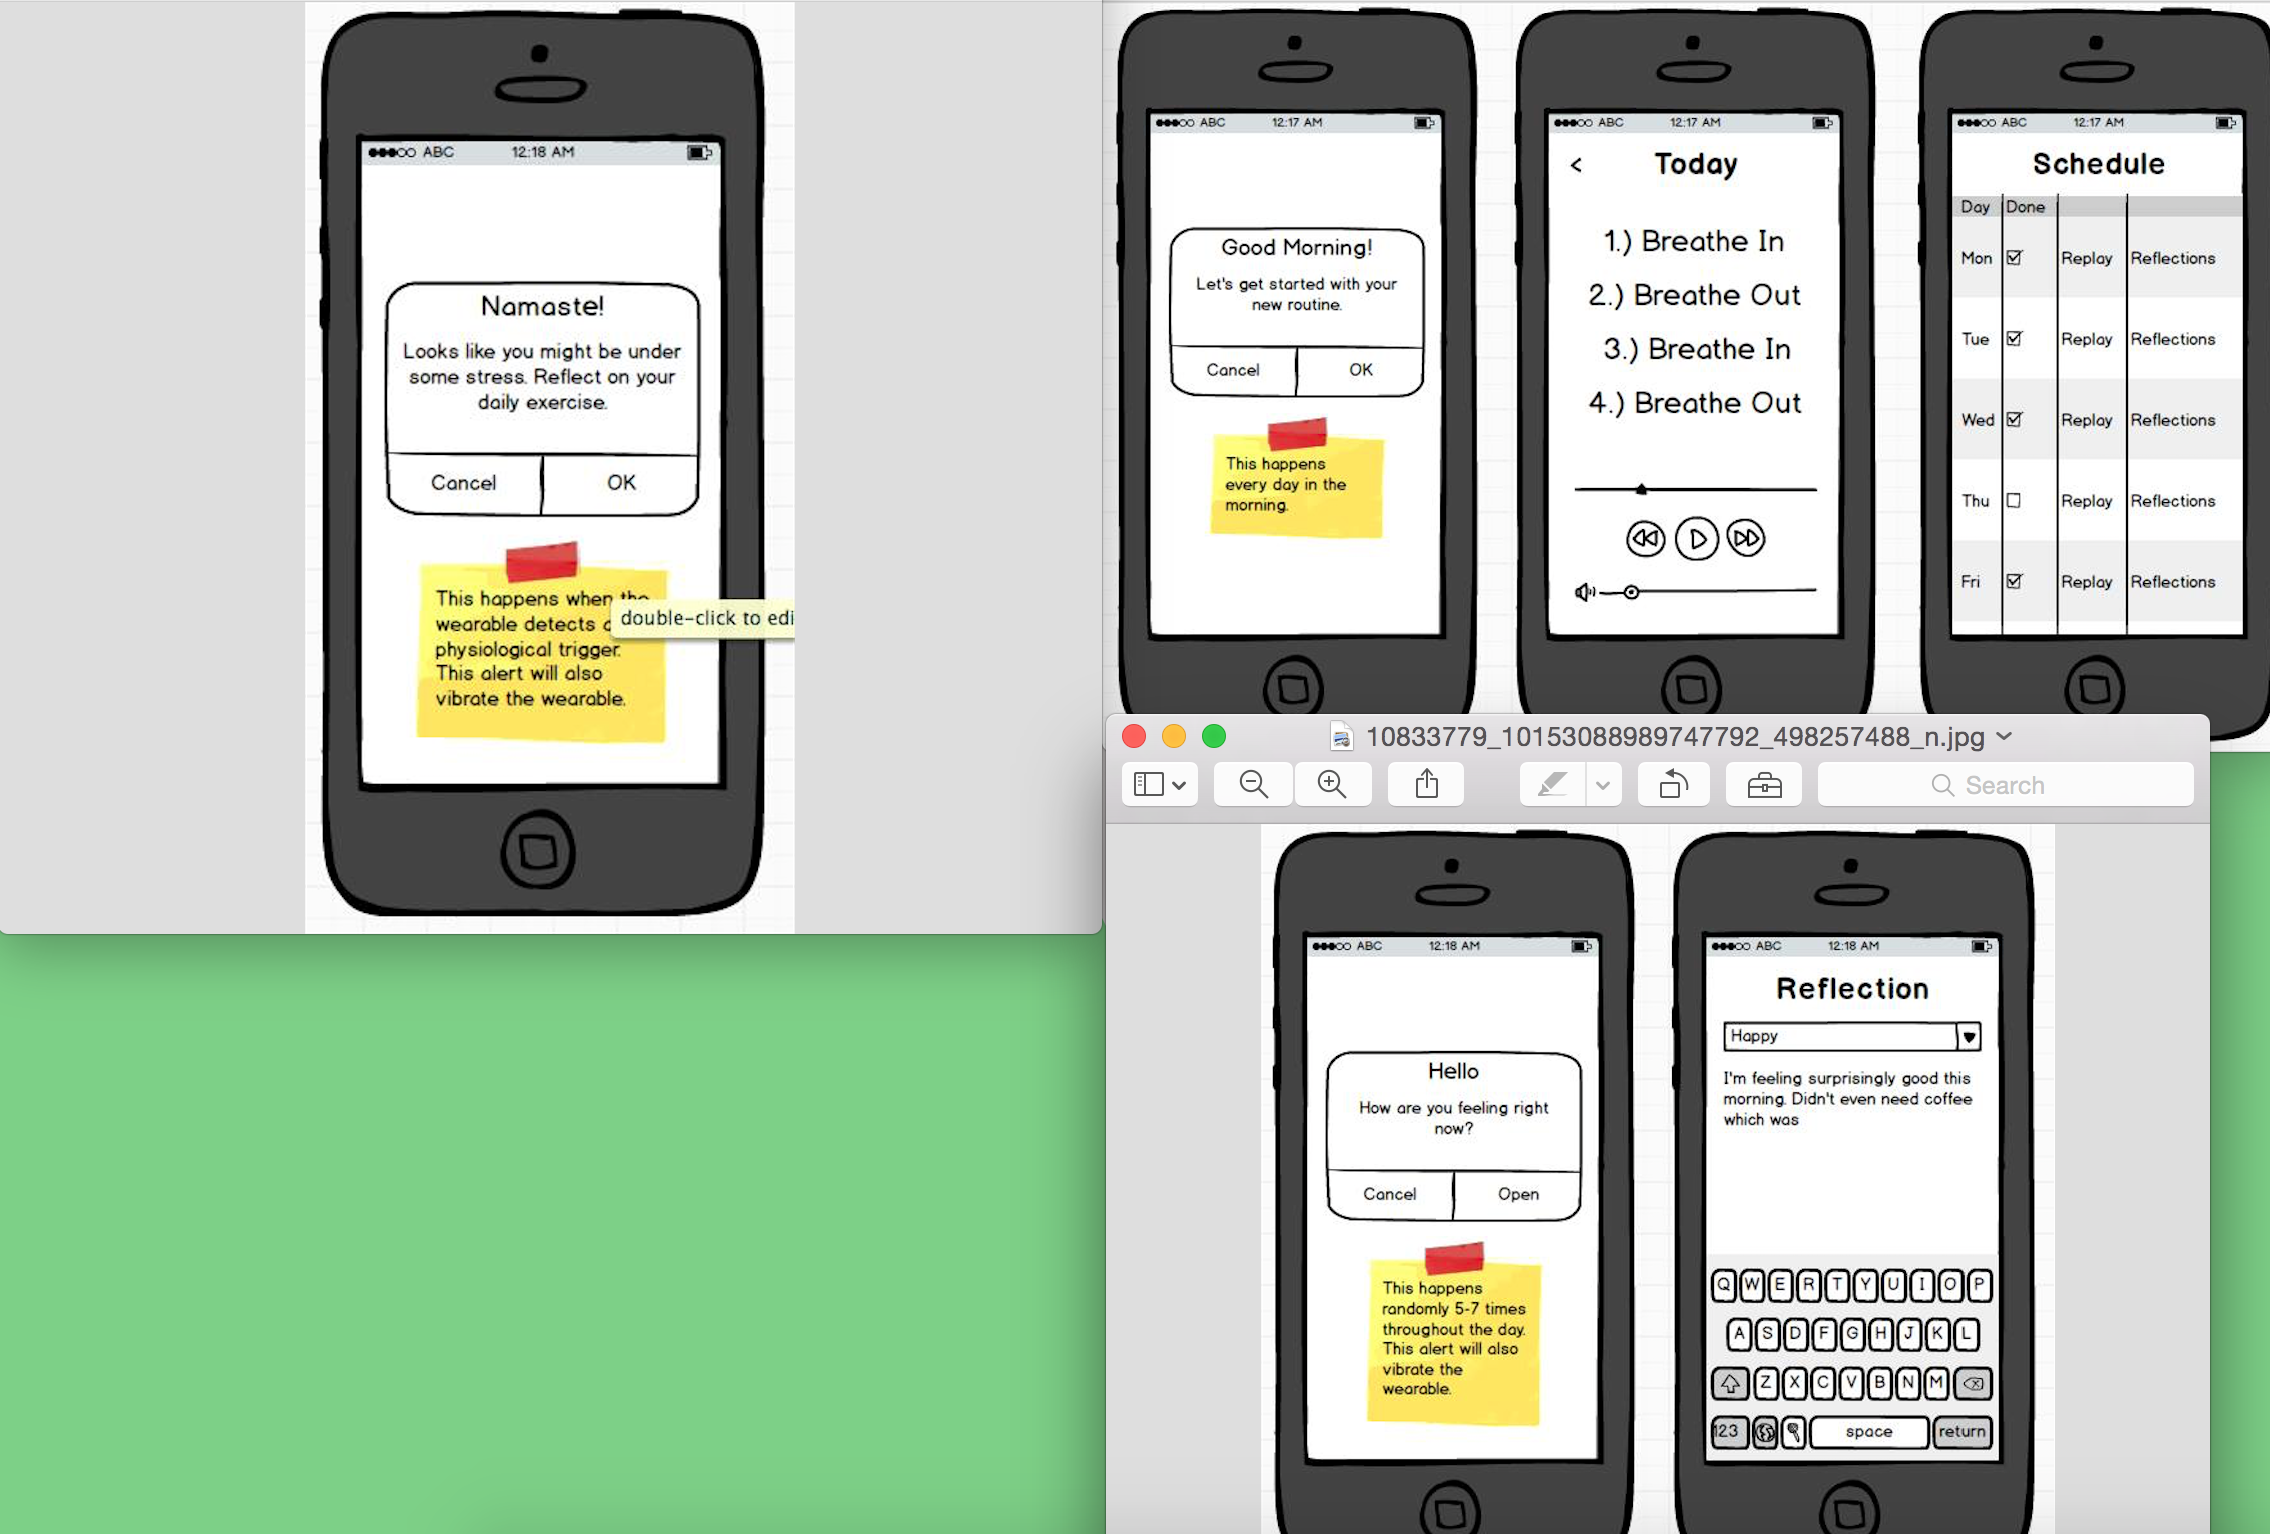 ABC 12:18 AM
Namaste!
Looks like you might be under
some stress. Reflect on your
daily exercise.
Cancel OK
This happens when the
wearable detects
physiological trigger.
This alert will also
vibrate the wearable.
double-click to edi
ABC 12:17 AM
Good Morning!
Let's get started with your
new routine.
Cancel OK
This happens
every day in the
morning.
ABC 12:17 AM
< Today
1.) Breathe In
2.) Breathe Out
3.) Breathe In
4.) Breathe Out
ABC 12:17 AM
Schedule
Day Done
Mon Replay Reflections
Tue Replay Reflections
Wed Replay Reflections
Thu Replay Reflections
Fri Replay Reflections
10833779_10153088989747792_498257488_n.jpg
Search
ABC 12:18 AM
Hello
How are you feeling right
now?
Cancel Open
This happens
randomly 5-7 times
throughout the day.
This alert will also
vibrate the
wearable.
ABC 12:18 AM
Reflection
Happy
I'm feeling surprisingly good this
morning. Didn't even need coffee
which was
Q W E R T Y U I O P
A S D F G H J K L
Z X C V B N M
123 space return